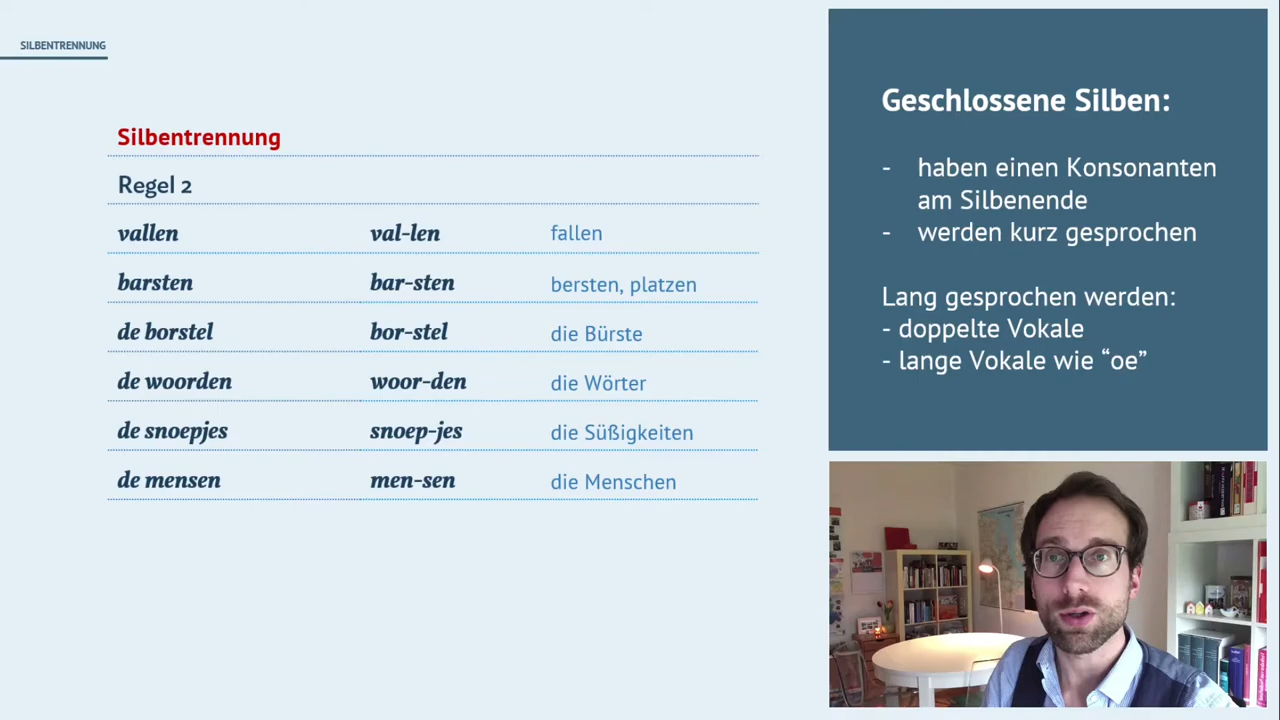 SILBENTRENNUNG
Silbentrennung
Regel 2
vallen val-len fallen
barsten bar-sten bersten, platzen
de borstel bor-stel die Bürste
de woorden woor-den die Wörter
de snoepjes snoep-jes die Süßigkeiten
de mensen men-sen die Menschen
Geschlossene Silben:
- haben einen Konsonanten
am Silbenende
- werden kurz gesprochen
Lang gesprochen werden:
- doppelte Vokale
- lange Vokale wie “oe”